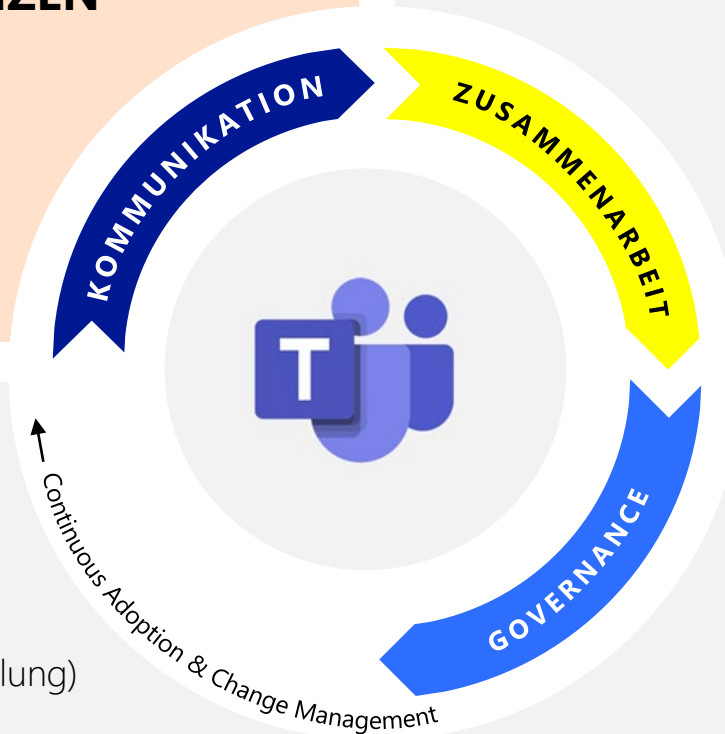 KOMMUNIKATION
ZUSAMMENARBEIT
T
GOVERNANCE
lung)
Continuous Adoption & Change Management